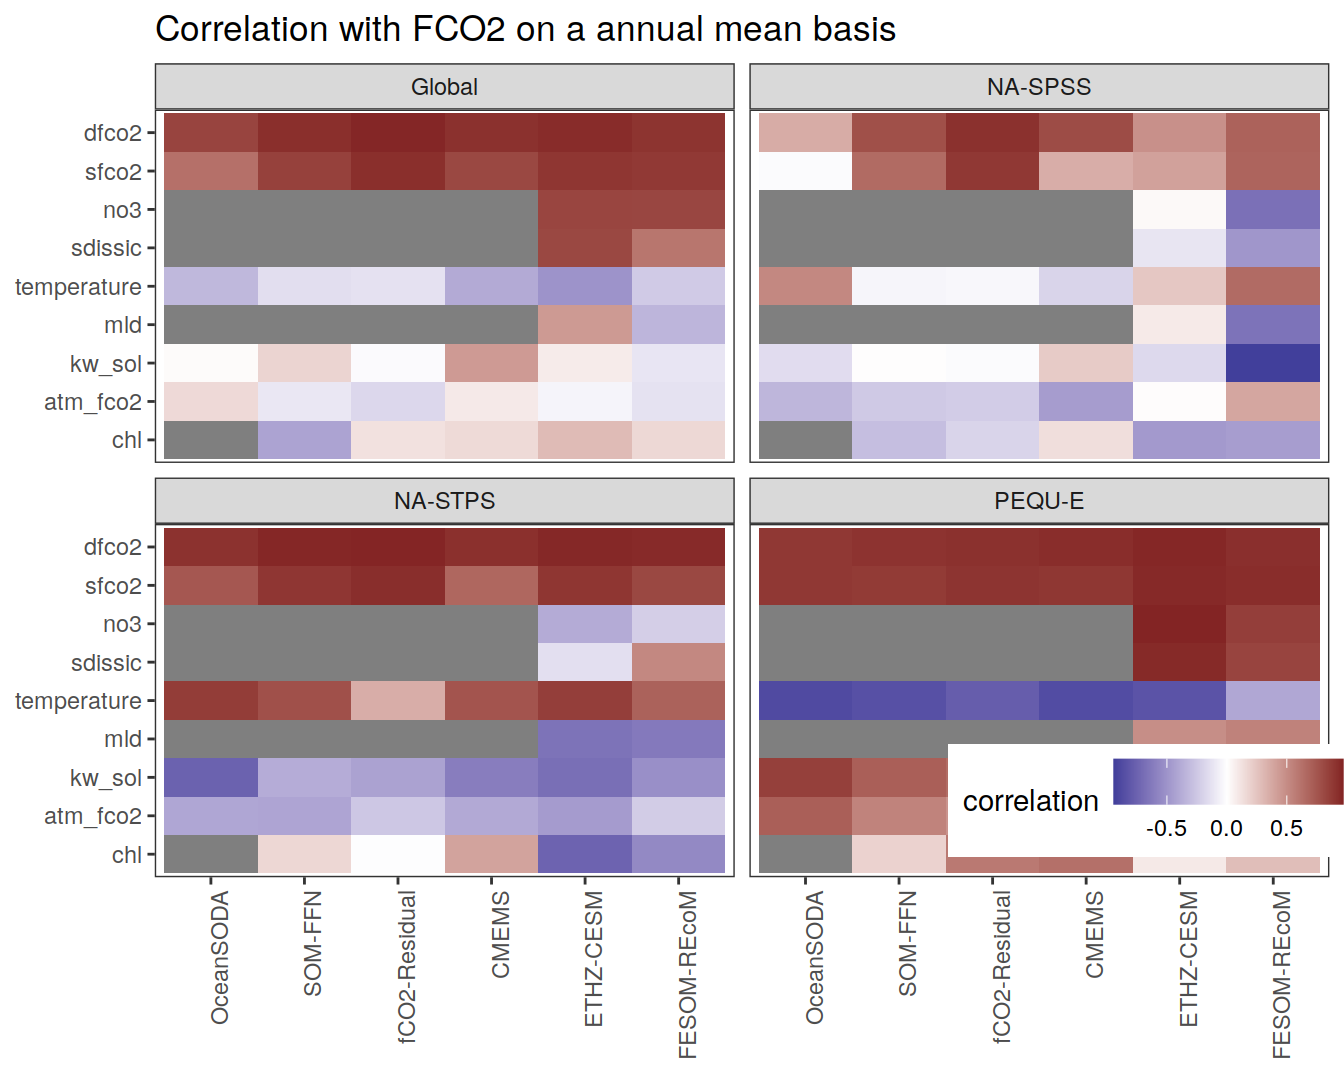 Correlation with FCO2 on a annual mean basis
Global
NA-SPSS
dfco2
sfco2
no3
sdissic
temperature
mld
kw_sol
atm_fco2
chl
NA-STPS
PEQU-E
dfco2
sfco2
no3
sdissic
temperature
mld
kw_sol
atm_fco2
chl
correlation
-0.5 0.0 0.5
OceanSODA
SOM-FFN
fCO2-Residual
CMEMS
ETHZ-CESM
FESOM-REcoM
OceanSODA
SOM-FFN
fCO2-Residual
CMEMS
ETHZ-CESM
FESOM-REcoM